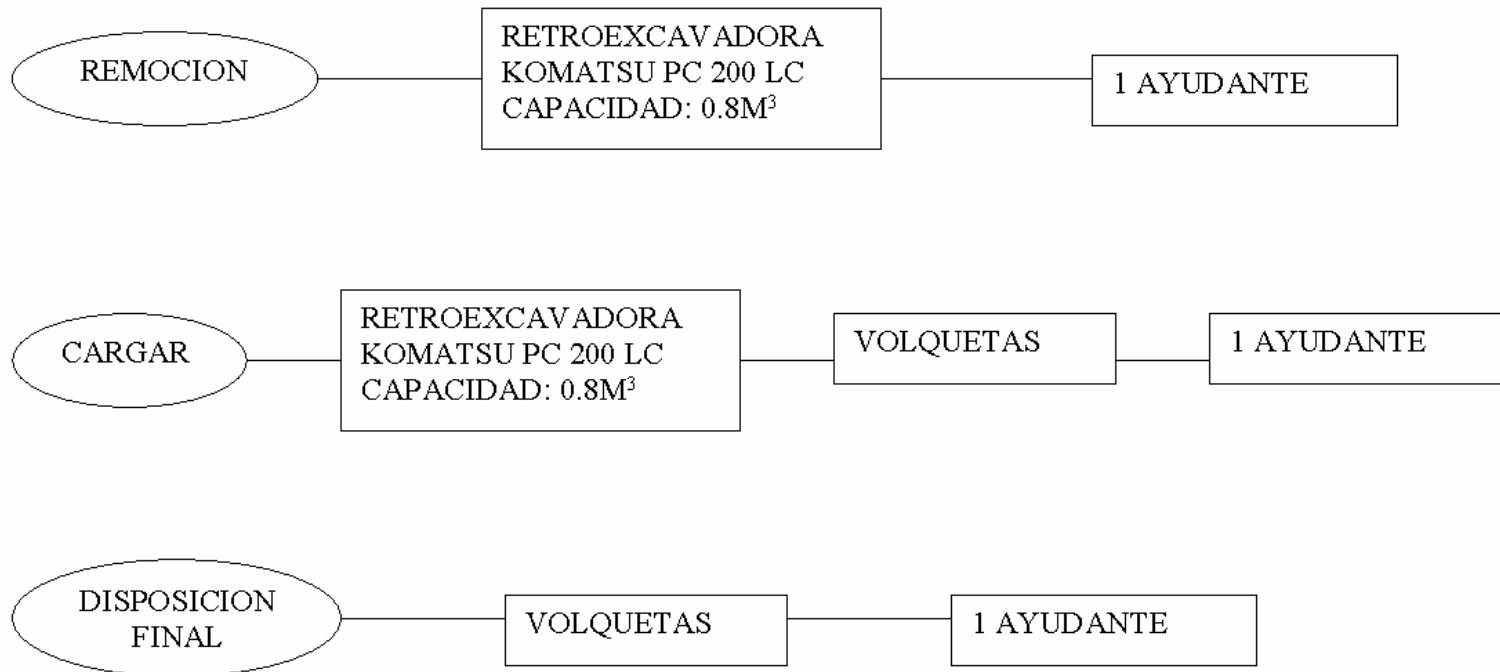 REMOCION
RETROEXCAVADORA
KOMATSU PC 200 LC
CAPACIDAD: 0.8M³
1 AYUDANTE
CARGAR
RETROEXCAVADORA
KOMATSU PC 200 LC
CAPACIDAD: 0.8M³
VOLQUETAS
1 AYUDANTE
DISPOSICION
FINAL
VOLQUETAS
1 AYUDANTE